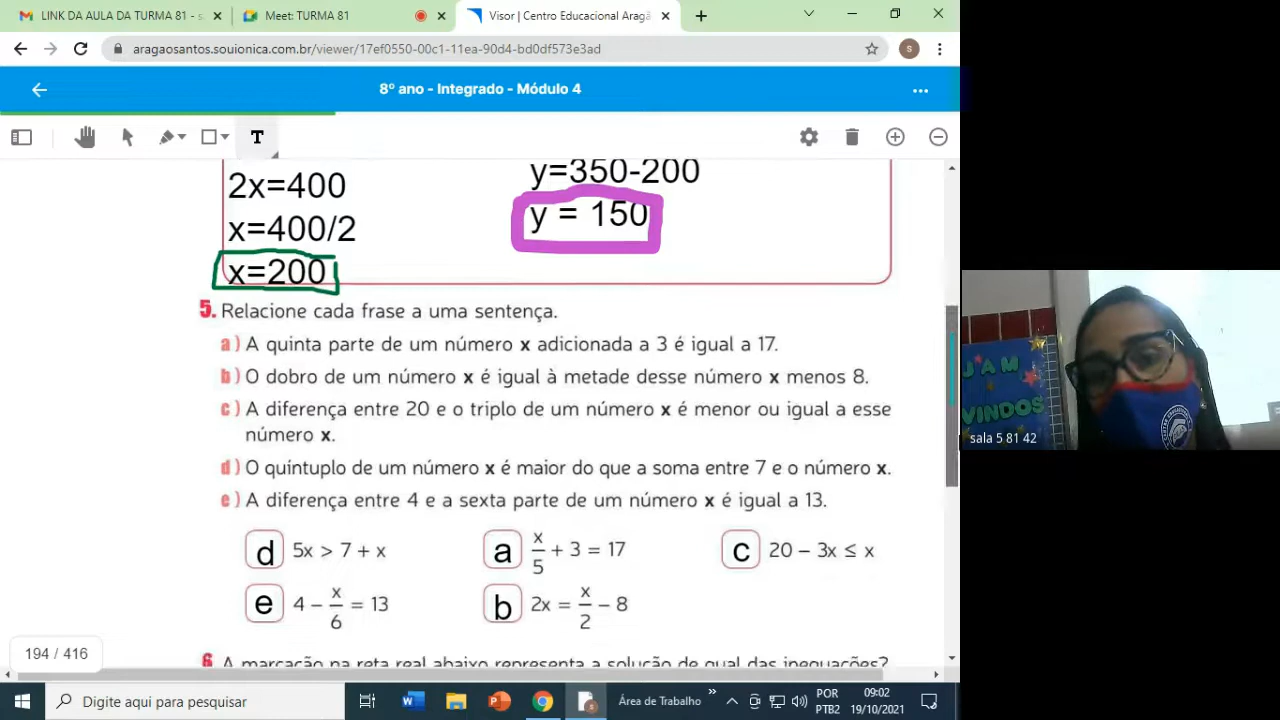 LINK DA AULA DA TURMA 81 - s
Meet: TURMA 81
Visor | Centro Educacional Aragã
aragaosantos.souionica.com.br/viewer/17ef0550-00c1-11ea-90d4-bd0df573e3ad
s
8º ano - Integrado - Módulo 4
T
2x=400
x=400/2
x=200
y=350-200
y = 150
5. Relacione cada frase a uma sentença.
a) A quinta parte de um número x adicionada a 3 é igual a 17.
b) O dobro de um número x é igual à metade desse número x menos 8.
c) A diferença entre 20 e o triplo de um número x é menor ou igual a esse
número x.
d) O quíntuplo de um número x é maior do que a soma entre 7 e o número x.
e) A diferença entre 4 e a sexta parte de um número x é igual a 13.
d 5x > 7 + x
a x/5 + 3 = 17
c 20 – 3x ≤ x
e 4 – x/6 = 13
b 2x = x/2 – 8
6. A marcação na reta real abaixo representa a solução de qual das inequações?
194 / 416
Digite aqui para pesquisar
Área de Trabalho
POR
PTB2
09:02
19/10/2021
U A M
VINDOS
sala 5 81 42